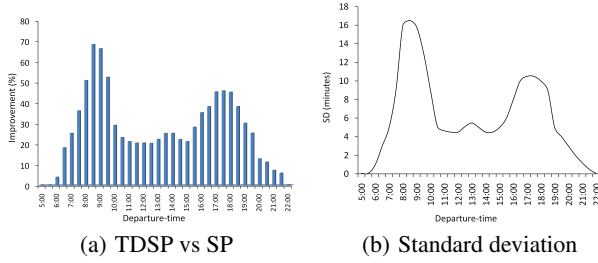 80
70
60
50
40
30
20
10
0
Improvement (%)
5:00 6:00 7:00 8:00 9:00 10:00 11:00 12:00 13:00 14:00 15:00 16:00 17:00 18:00 19:00 20:00 21:00 22:00
Departure-time
(a) TDSP vs SP
18
16
14
12
10
8
6
4
2
0
SD (minutes)
5:00 6:00 7:00 8:00 9:00 10:00 11:00 12:00 13:00 14:00 15:00 16:00 17:00 18:00 19:00 20:00 21:00 22:00
Departure-time
(b) Standard deviation